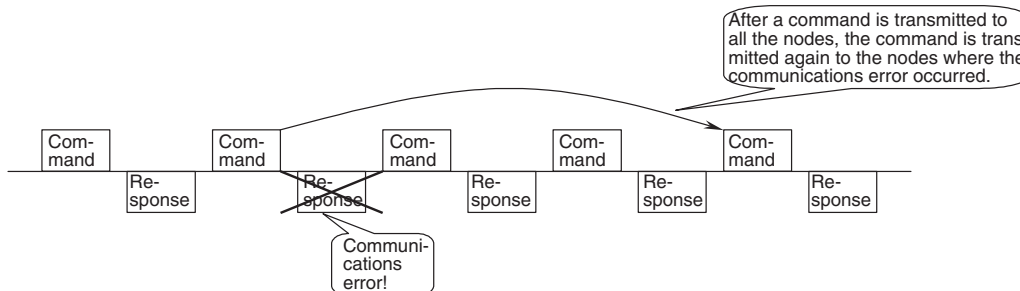 After a command is transmitted to
all the nodes, the command is trans
mitted again to the nodes where the
communications error occurred.
Com-
mand
Com-
mand
Com-
mand
Com-
mand
Com-
mand
Re-
sponse
Re-
sponse
Re-
sponse
Re-
sponse
Re-
sponse
Communi-
cations
error!